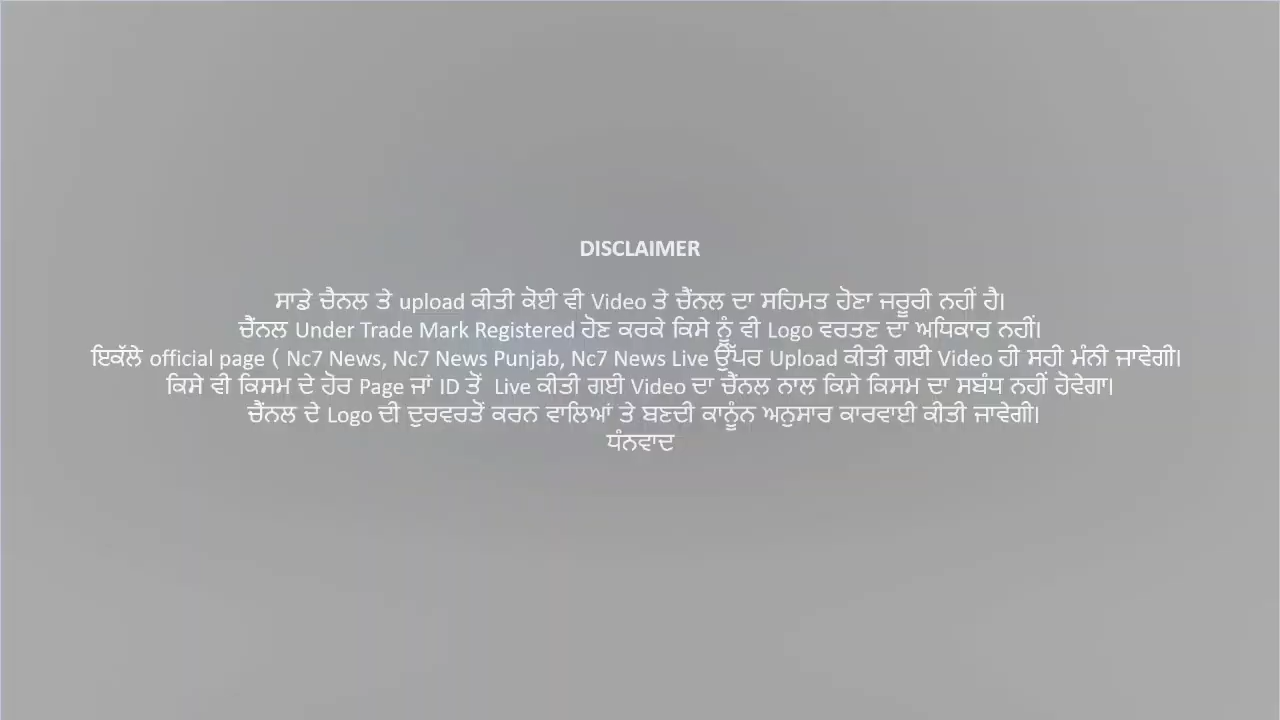 DISCLAIMER
ਸਾਡੇ ਚੈਨਲ ਤੇ upload ਕੀਤੀ ਕੋਈ ਵੀ Video ਤੇ ਚੈਂਨਲ ਦਾ ਸਹਿਮਤ ਹੋਣਾ ਜਰੂਰੀ ਨਹੀਂ ਹੈ।
ਚੈਂਨਲ Under Trade Mark Registered ਹੋਣ ਕਰਕੇ ਕਿਸੇ ਨੂੰ ਵੀ Logo ਵਰਤਣ ਦਾ ਅਧਿਕਾਰ ਨਹੀਂ।
ਇਕੱਲੇ official page ( Nc7 News, Nc7 News Punjab, Nc7 News Live ਉੱਪਰ Upload ਕੀਤੀ ਗਈ Video ਹੀ ਸਹੀ ਮੰਨੀ ਜਾਵੇਗੀ।
ਕਿਸੇ ਵੀ ਕਿਸਮ ਦੇ ਹੋਰ Page ਜਾਂ ID ਤੋਂ Live ਕੀਤੀ ਗਈ Video ਦਾ ਚੈਂਨਲ ਨਾਲ ਕਿਸੇ ਕਿਸਮ ਦਾ ਸਬੰਧ ਨਹੀਂ ਹੋਵੇਗਾ।
ਚੈਂਨਲ ਦੇ Logo ਦੀ ਦੁਰਵਰਤੋਂ ਕਰਨ ਵਾਲਿਆਂ ਤੇ ਬਣਦੀ ਕਾਨੂੰਨ ਅਨੁਸਾਰ ਕਾਰਵਾਈ ਕੀਤੀ ਜਾਵੇਗੀ।
ਧੰਨਵਾਦ